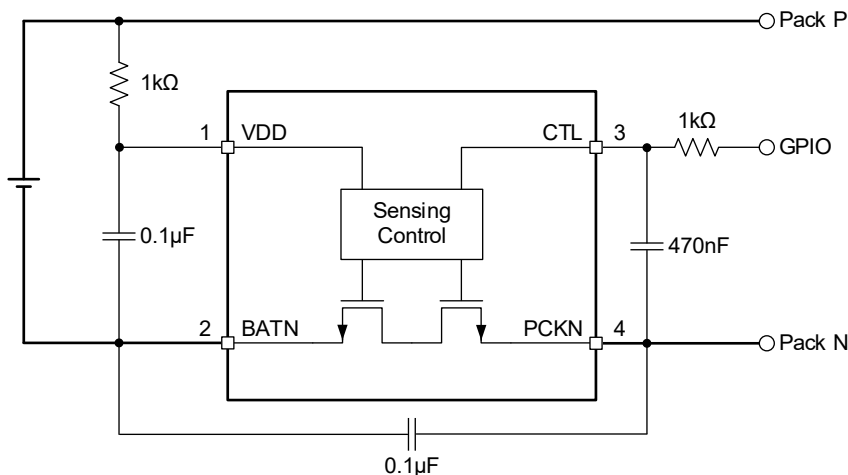 Pack P
1kΩ
1 VDD CTL 3 1kΩ GPIO
Sensing
Control
0.1µF
470nF
2 BATN PCKN 4 Pack N
0.1µF